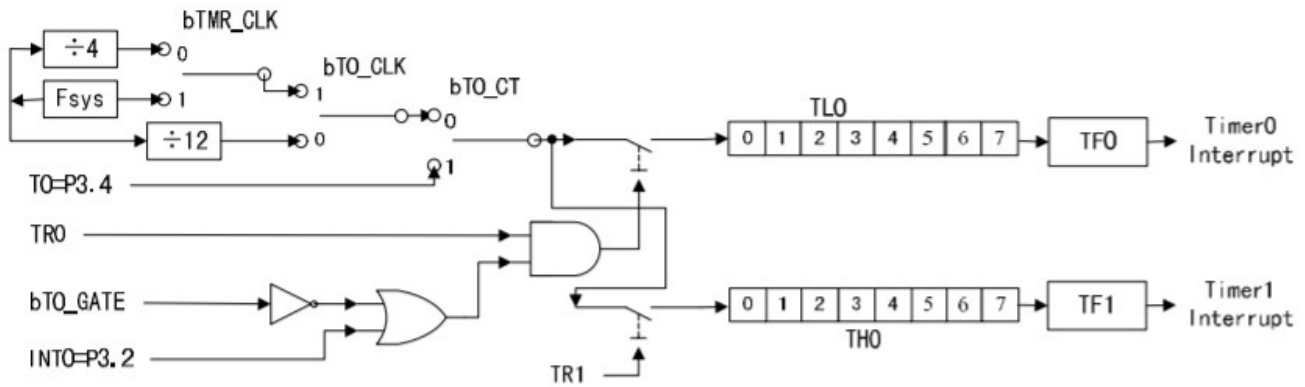 bTMR_CLK
÷4
0
bT0_CLK
bT0_CT
Fsys
1
1
0
TL0
÷12
0
0 1 2 3 4 5 6 7
TF0
Timer0
Interrupt
T0=P3.4
1
TR0
bT0_GATE
0 1 2 3 4 5 6 7
TF1
Timer1
Interrupt
INT0=P3.2
TH0
TR1